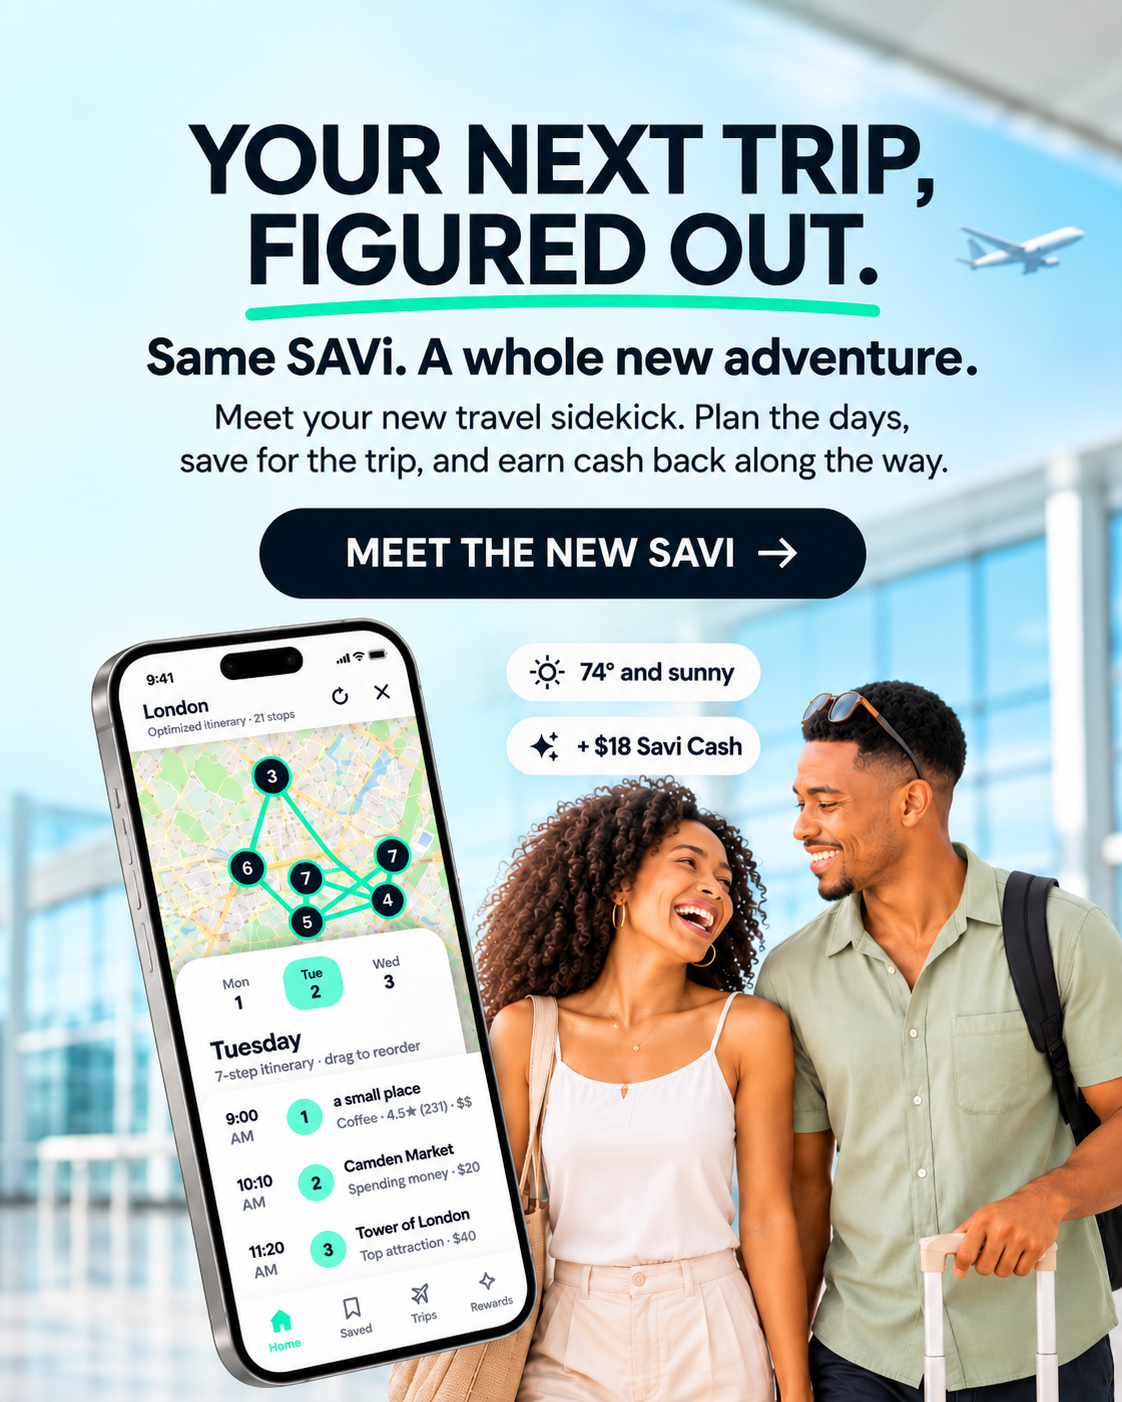 YOUR NEXT TRIP,
FIGURED OUT.
Same SAVi. A whole new adventure.
Meet your new travel sidekick. Plan the days,
save for the trip, and earn cash back along the way.
MEET THE NEW SAVI →
74° and sunny
+ $18 Savi Cash
9:41
London
Optimized itinerary · 21 stops
3
6
7
7
4
5
Mon
1
Tue
2
Wed
3
Tuesday
7-step itinerary · drag to reorder
9:00 AM
1
a small place
Coffee · 4.5★ (231) · $$
10:10 AM
2
Camden Market
Spending money · $20
11:20 AM
3
Tower of London
Top attraction · $40
Home
Saved
Trips
Rewards